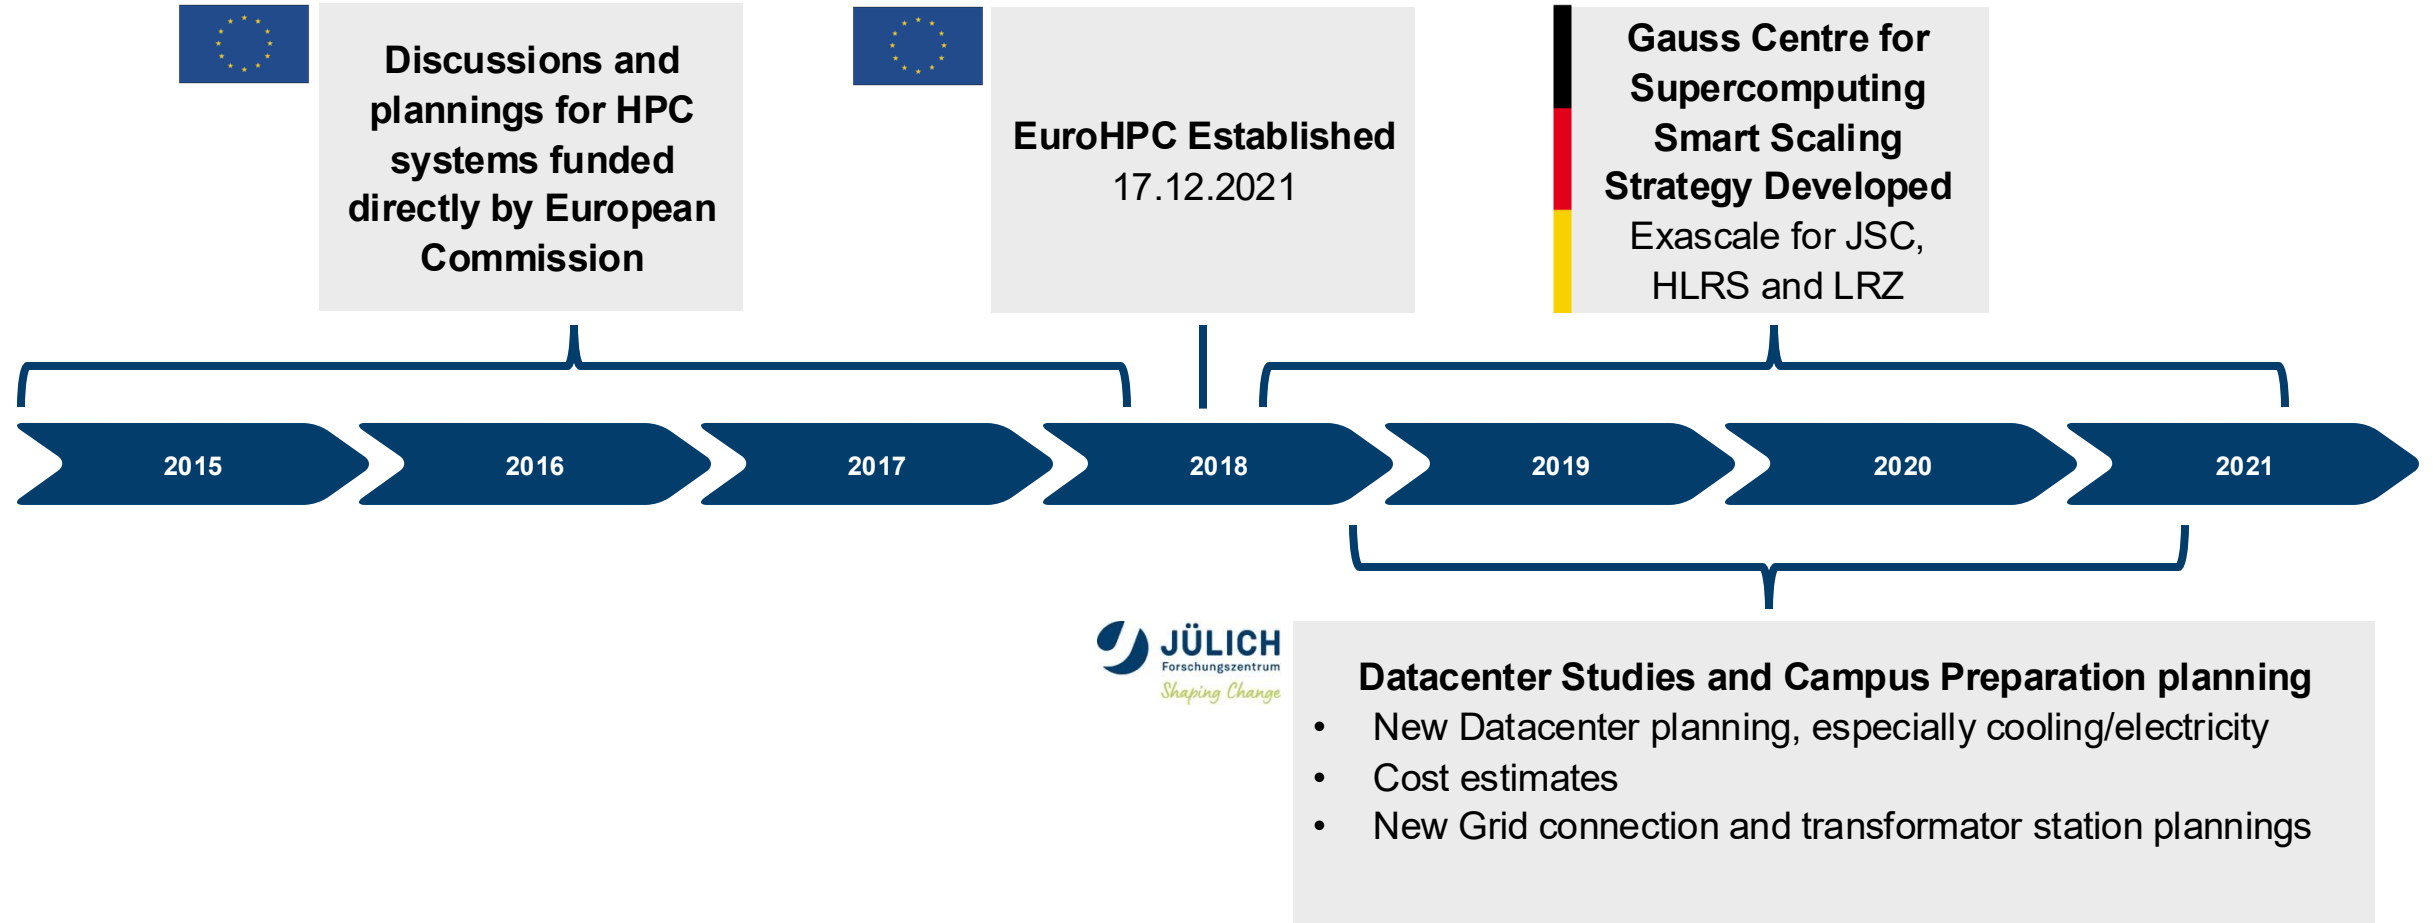 Discussions and
plannings for HPC
systems funded
directly by European
Commission
EuroHPC Established
17.12.2021
Gauss Centre for
Supercomputing
Smart Scaling
Strategy Developed
Exascale for JSC,
HLRS and LRZ
2015
2016
2017
2018
2019
2020
2021
JÜLICH
Forschungszentrum
Shaping Change
Datacenter Studies and Campus Preparation planning
• New Datacenter planning, especially cooling/electricity
• Cost estimates
• New Grid connection and transformator station plannings